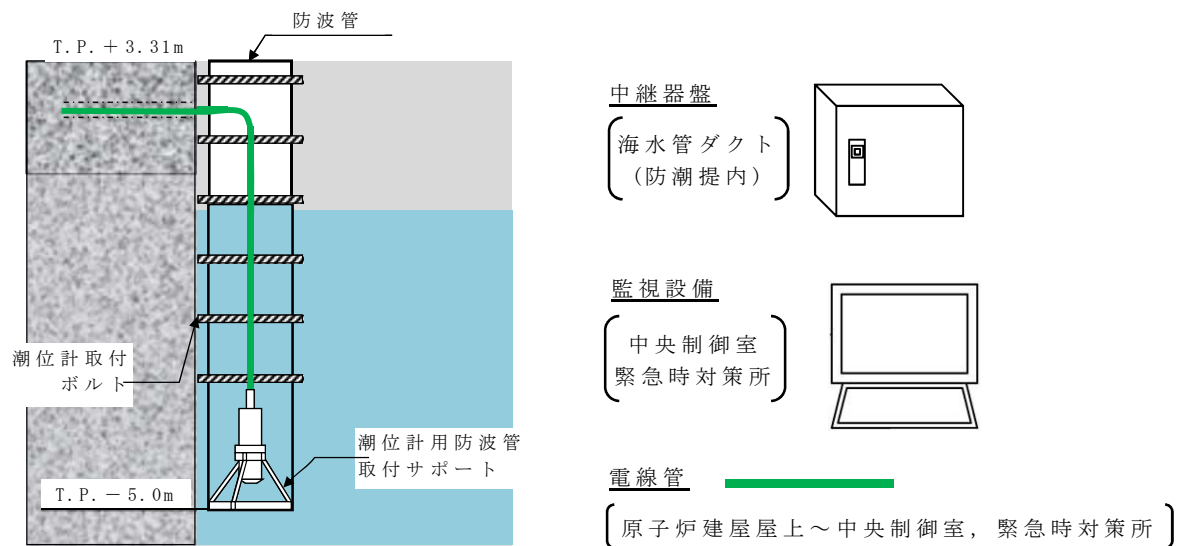 防波管
T.P.＋3.31m
潮位計取付
ボルト
潮位計用防波管
取付サポート
T.P.－5.0m
中継器盤
海水管ダクト
(防潮提内)
監視設備
中央制御室
緊急時対策所
電線管
原子炉建屋屋上～中央制御室，緊急時対策所